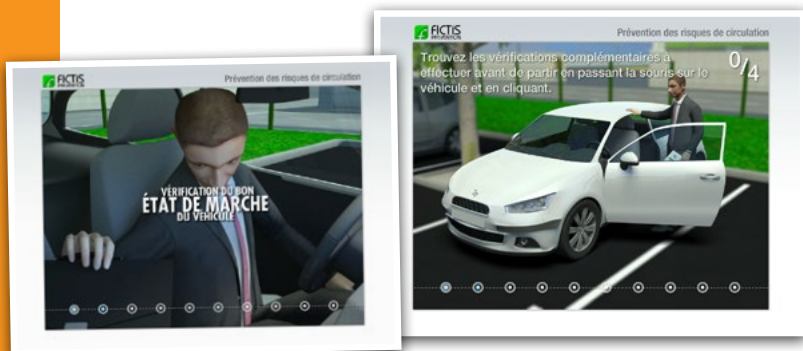 FICTIS
PRÉVENTION
Prévention des risques de circulation
VÉRIFICATION DU BON
ÉTAT DE MARCHE
DU VÉHICULE
FICTIS
PRÉVENTION
Prévention des risques de circulation
Trouvez les vérifications complémentaires à
effectuer avant de partir en passant la souris sur le
véhicule et en cliquant.
0/4